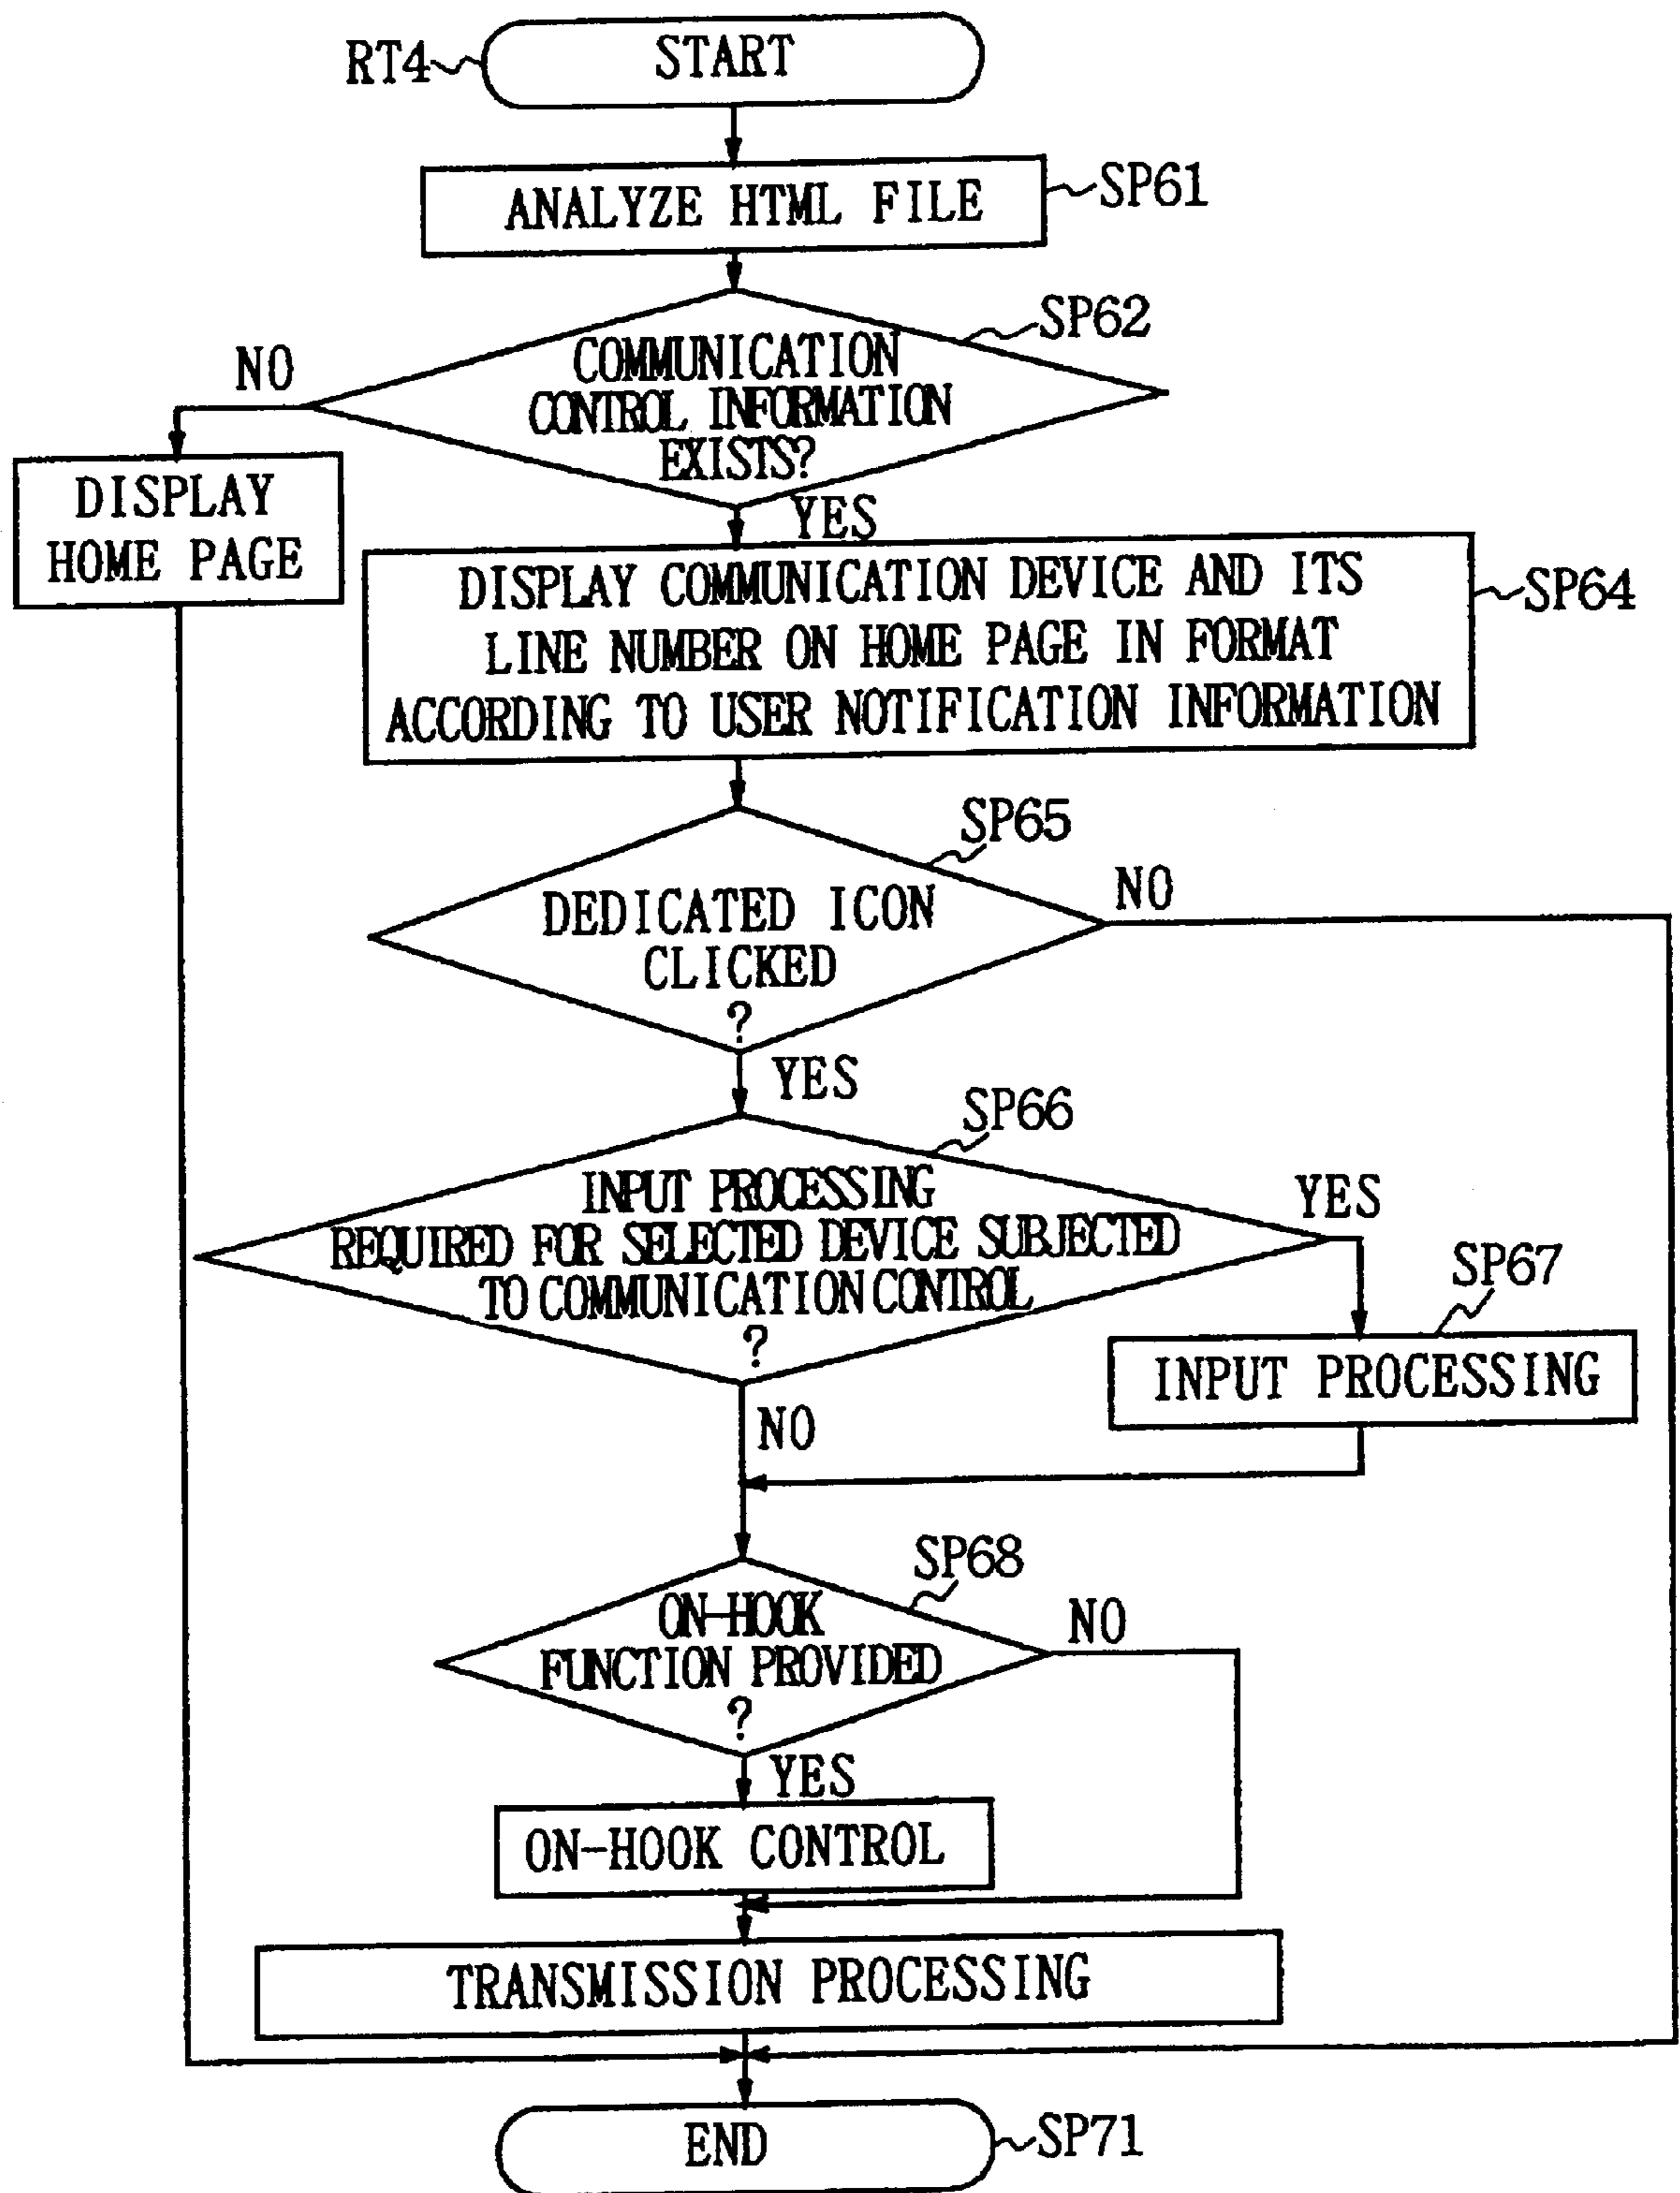 RT4
START
ANALYZE HTML FILE
SP61
SP62
COMMUNICATION
CONTROL INFORMATION
EXISTS?
NO
YES
DISPLAY
HOME PAGE
DISPLAY COMMUNICATION DEVICE AND ITS
LINE NUMBER ON HOME PAGE IN FORMAT
ACCORDING TO USER NOTIFICATION INFORMATION
SP64
SP65
DEDICATED ICON
CLICKED
?
NO
YES
SP66
INPUT PROCESSING
REQUIRED FOR SELECTED DEVICE SUBJECTED
TO COMMUNICATION CONTROL
?
YES
SP67
INPUT PROCESSING
NO
SP68
ON-HOOK
FUNCTION PROVIDED
?
NO
YES
ON-HOOK CONTROL
TRANSMISSION PROCESSING
END
SP71